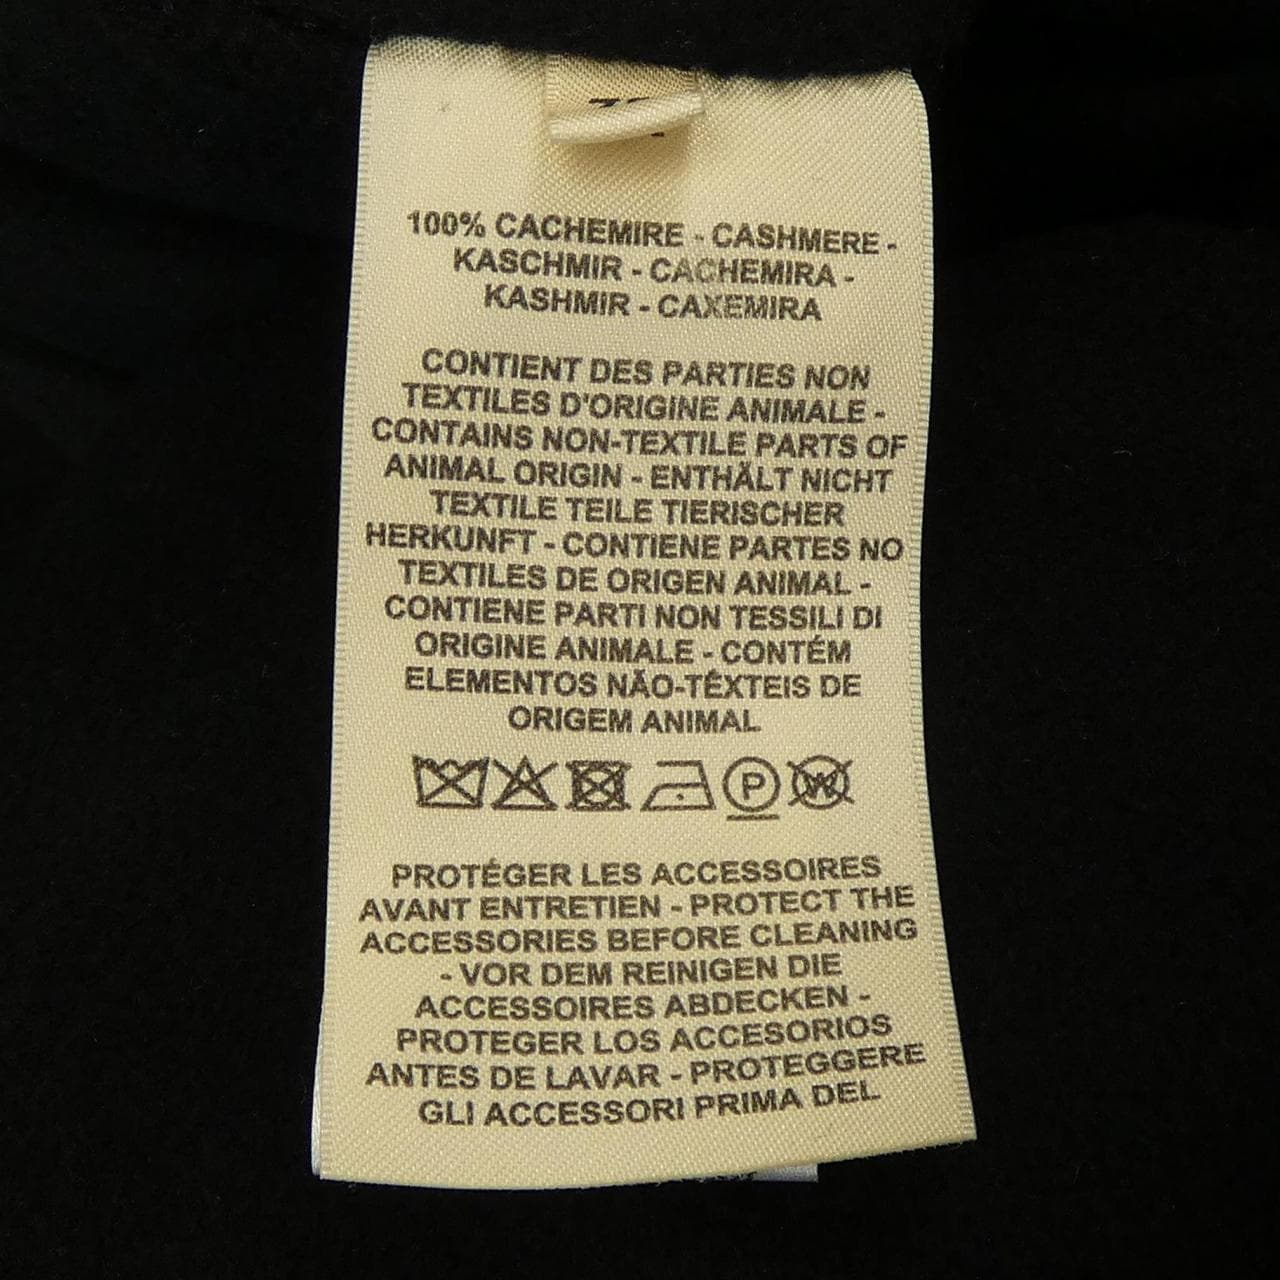 100% CACHEMIRE - CASHMERE -
KASCHMIR - CACHEMIRA -
KASHMIR - CAXEMIRA
CONTIENT DES PARTIES NON
TEXTILES D'ORIGINE ANIMALE -
CONTAINS NON-TEXTILE PARTS OF
ANIMAL ORIGIN - ENTHÄLT NICHT
TEXTILE TEILE TIERISCHER
HERKUNFT - CONTIENE PARTES NO
TEXTILES DE ORIGEN ANIMAL -
CONTIENE PARTI NON TESSILI DI
ORIGINE ANIMALE - CONTÉM
ELEMENTOS NÃO-TÊXTEIS DE
ORIGEM ANIMAL
P W
PROTÉGER LES ACCESSOIRES
AVANT ENTRETIEN - PROTECT THE
ACCESSORIES BEFORE CLEANING
- VOR DEM REINIGEN DIE
ACCESSOIRES ABDECKEN -
PROTEGER LOS ACCESORIOS
ANTES DE LAVAR - PROTEGGERE
GLI ACCESSORI PRIMA DEL